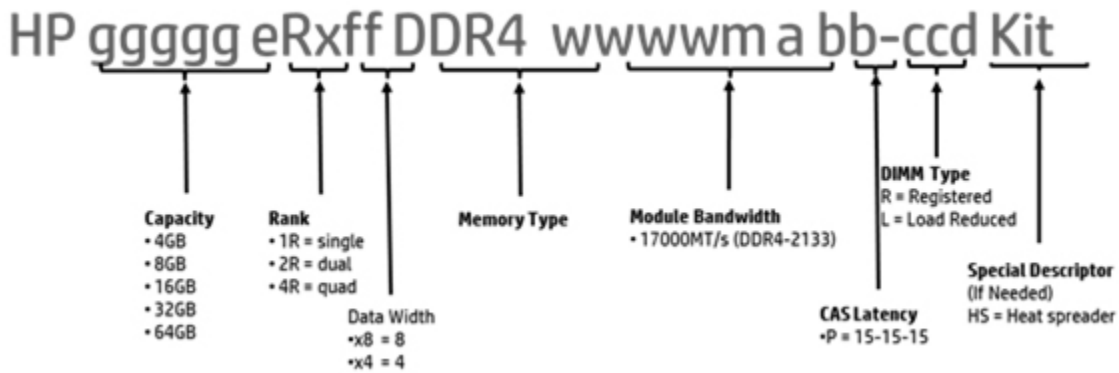 HP ggggg eRxff DDR4 wwwwm a bb-ccd Kit
Capacity
• 4GB
• 8GB
• 16GB
• 32GB
• 64GB
Rank
• 1R = single
• 2R = dual
• 4R = quad
Data Width
•x8 = 8
•x4 = 4
Memory Type
Module Bandwidth
• 17000MT/s (DDR4-2133)
CAS Latency
•P = 15-15-15
DIMM Type
R = Registered
L = Load Reduced
Special Descriptor
(If Needed)
HS = Heat spreader